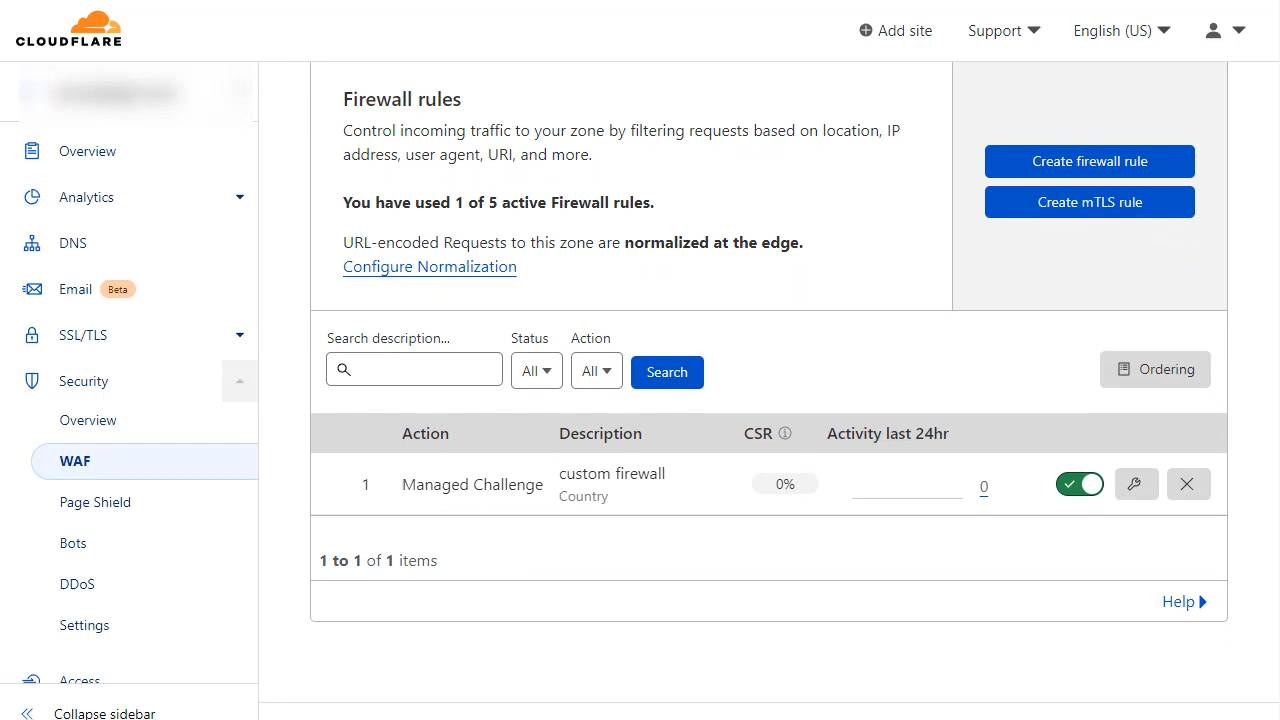 CLOUDFLARE
Add site
Support
English (US)
Overview
Analytics
DNS
Email Beta
SSL/TLS
Security
Overview
WAF
Page Shield
Bots
DDoS
Settings
Access
Collapse sidebar
Firewall rules
Control incoming traffic to your zone by filtering requests based on location, IP
address, user agent, URI, and more.
You have used 1 of 5 active Firewall rules.
URL-encoded Requests to this zone are normalized at the edge.
Configure Normalization
Create firewall rule
Create mTLS rule
Search description... Status Action
All All Search Ordering
Action Description CSR Activity last 24hr
1 Managed Challenge custom firewall 0% 0
Country
1 to 1 of 1 items
Help